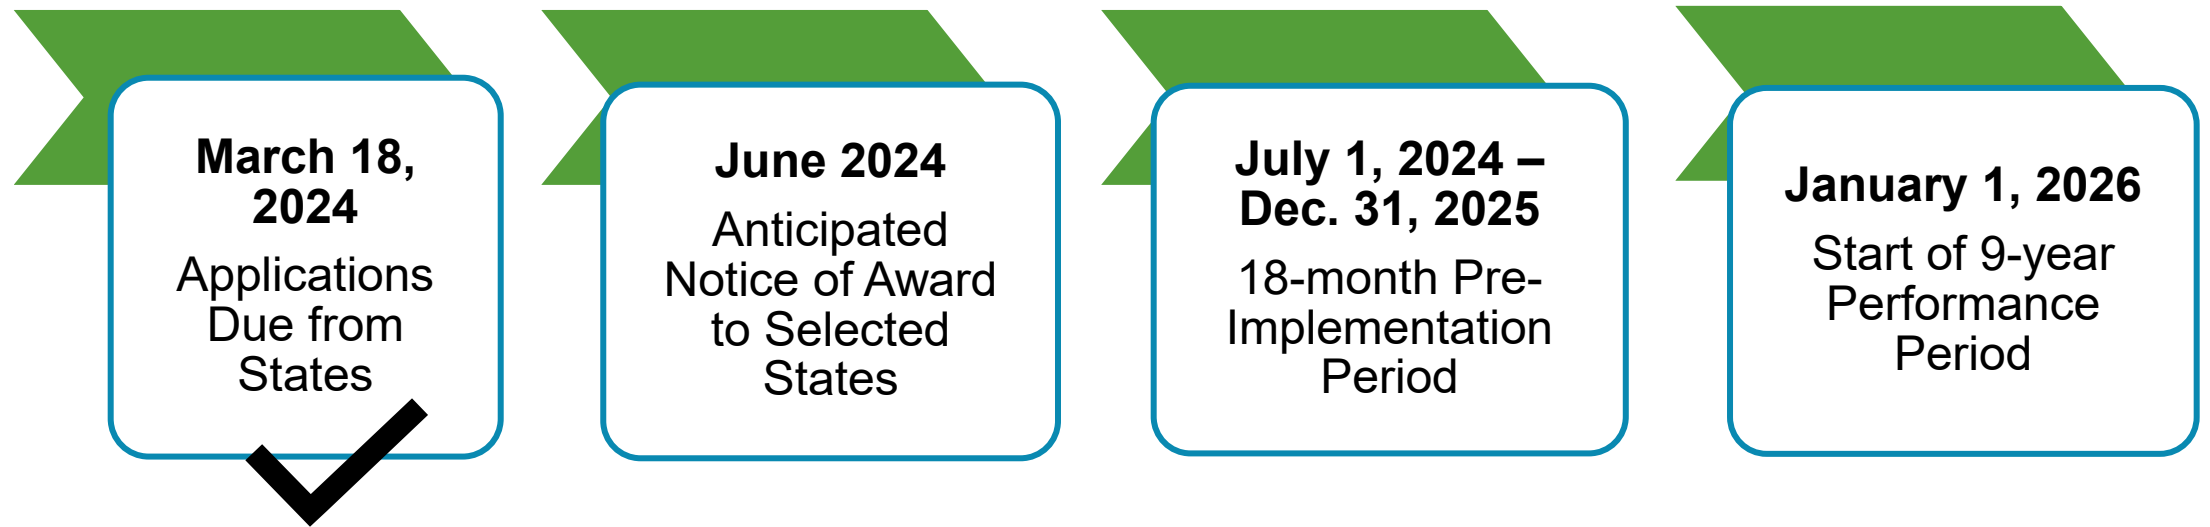 March 18,
2024
Applications
Due from
States
June 2024
Anticipated
Notice of Award
to Selected
States
July 1, 2024 –
Dec. 31, 2025
18-month Pre-
Implementation
Period
January 1, 2026
Start of 9-year
Performance
Period